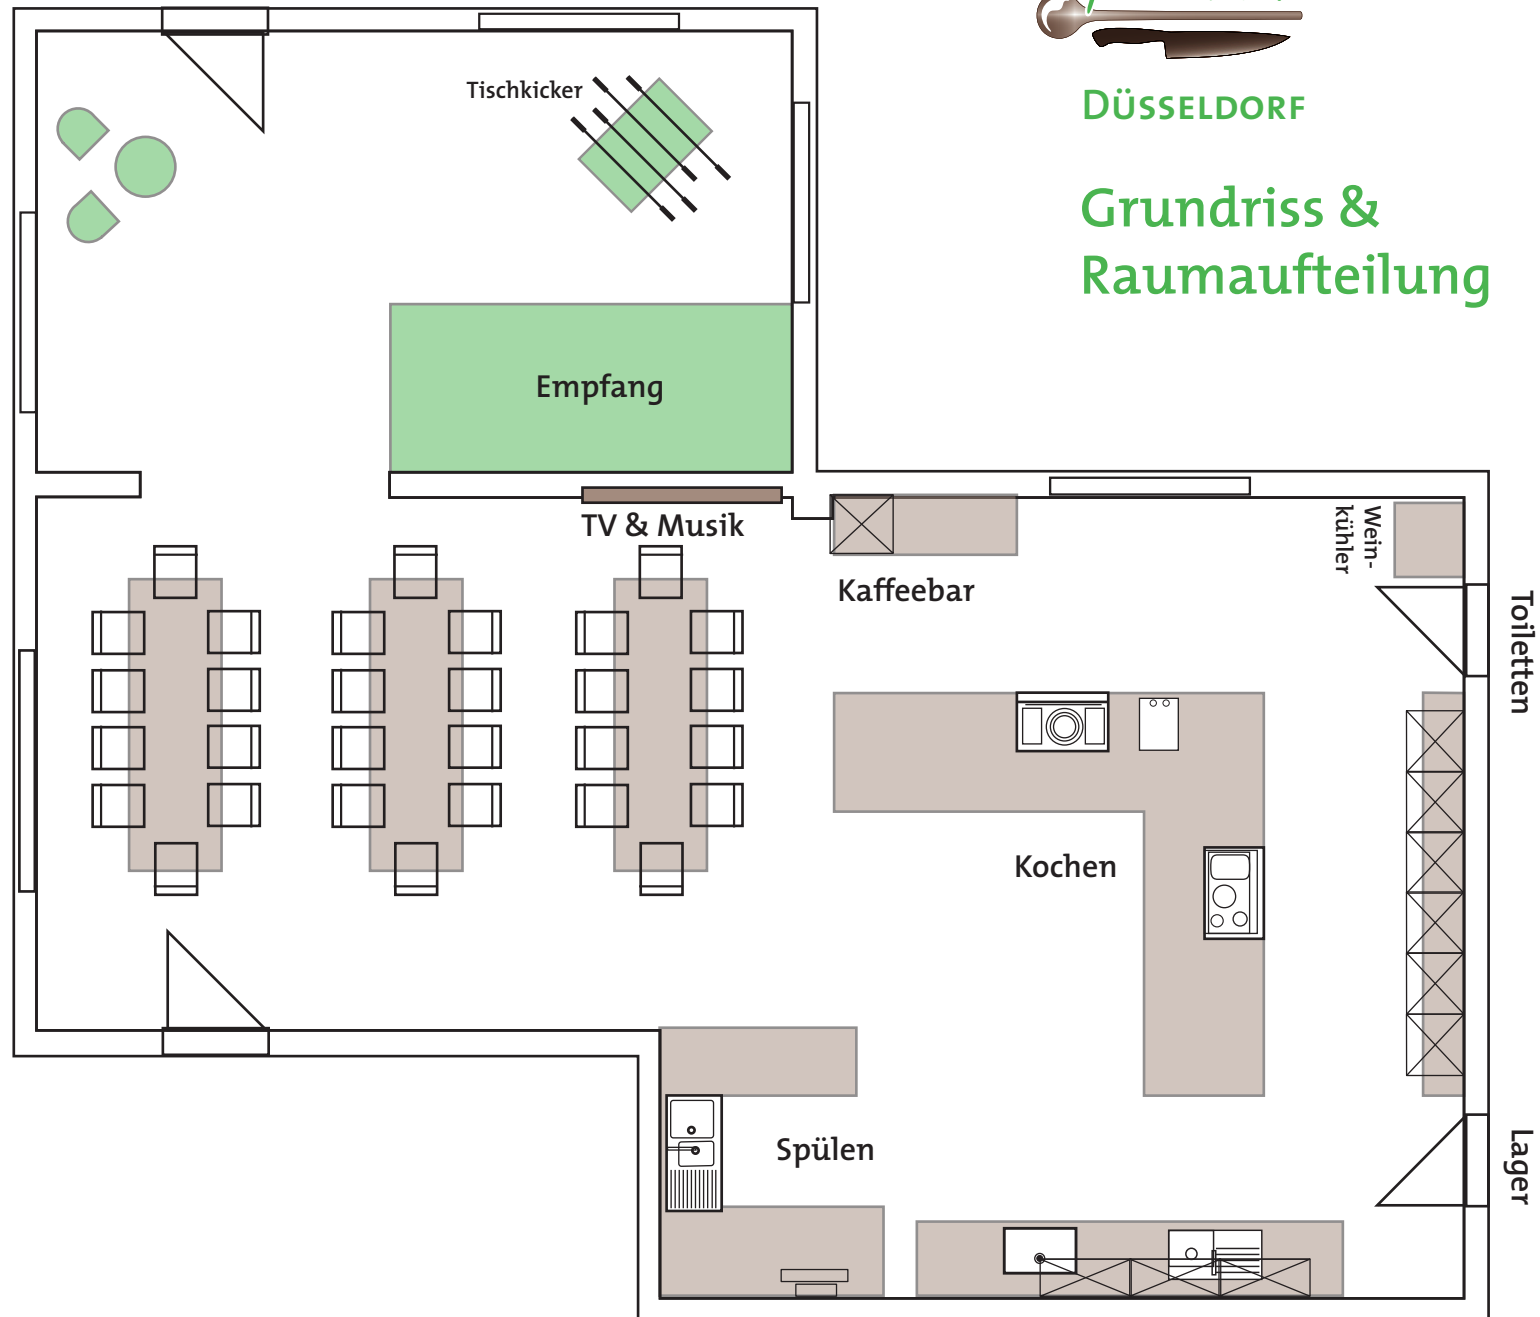 DÜSSELDORF
Grundriss &
Raumaufteilung
Tischkicker
Empfang
TV & Musik
Kaffeebar
Wein-
kühler
Toiletten
Kochen
Spülen
Lager